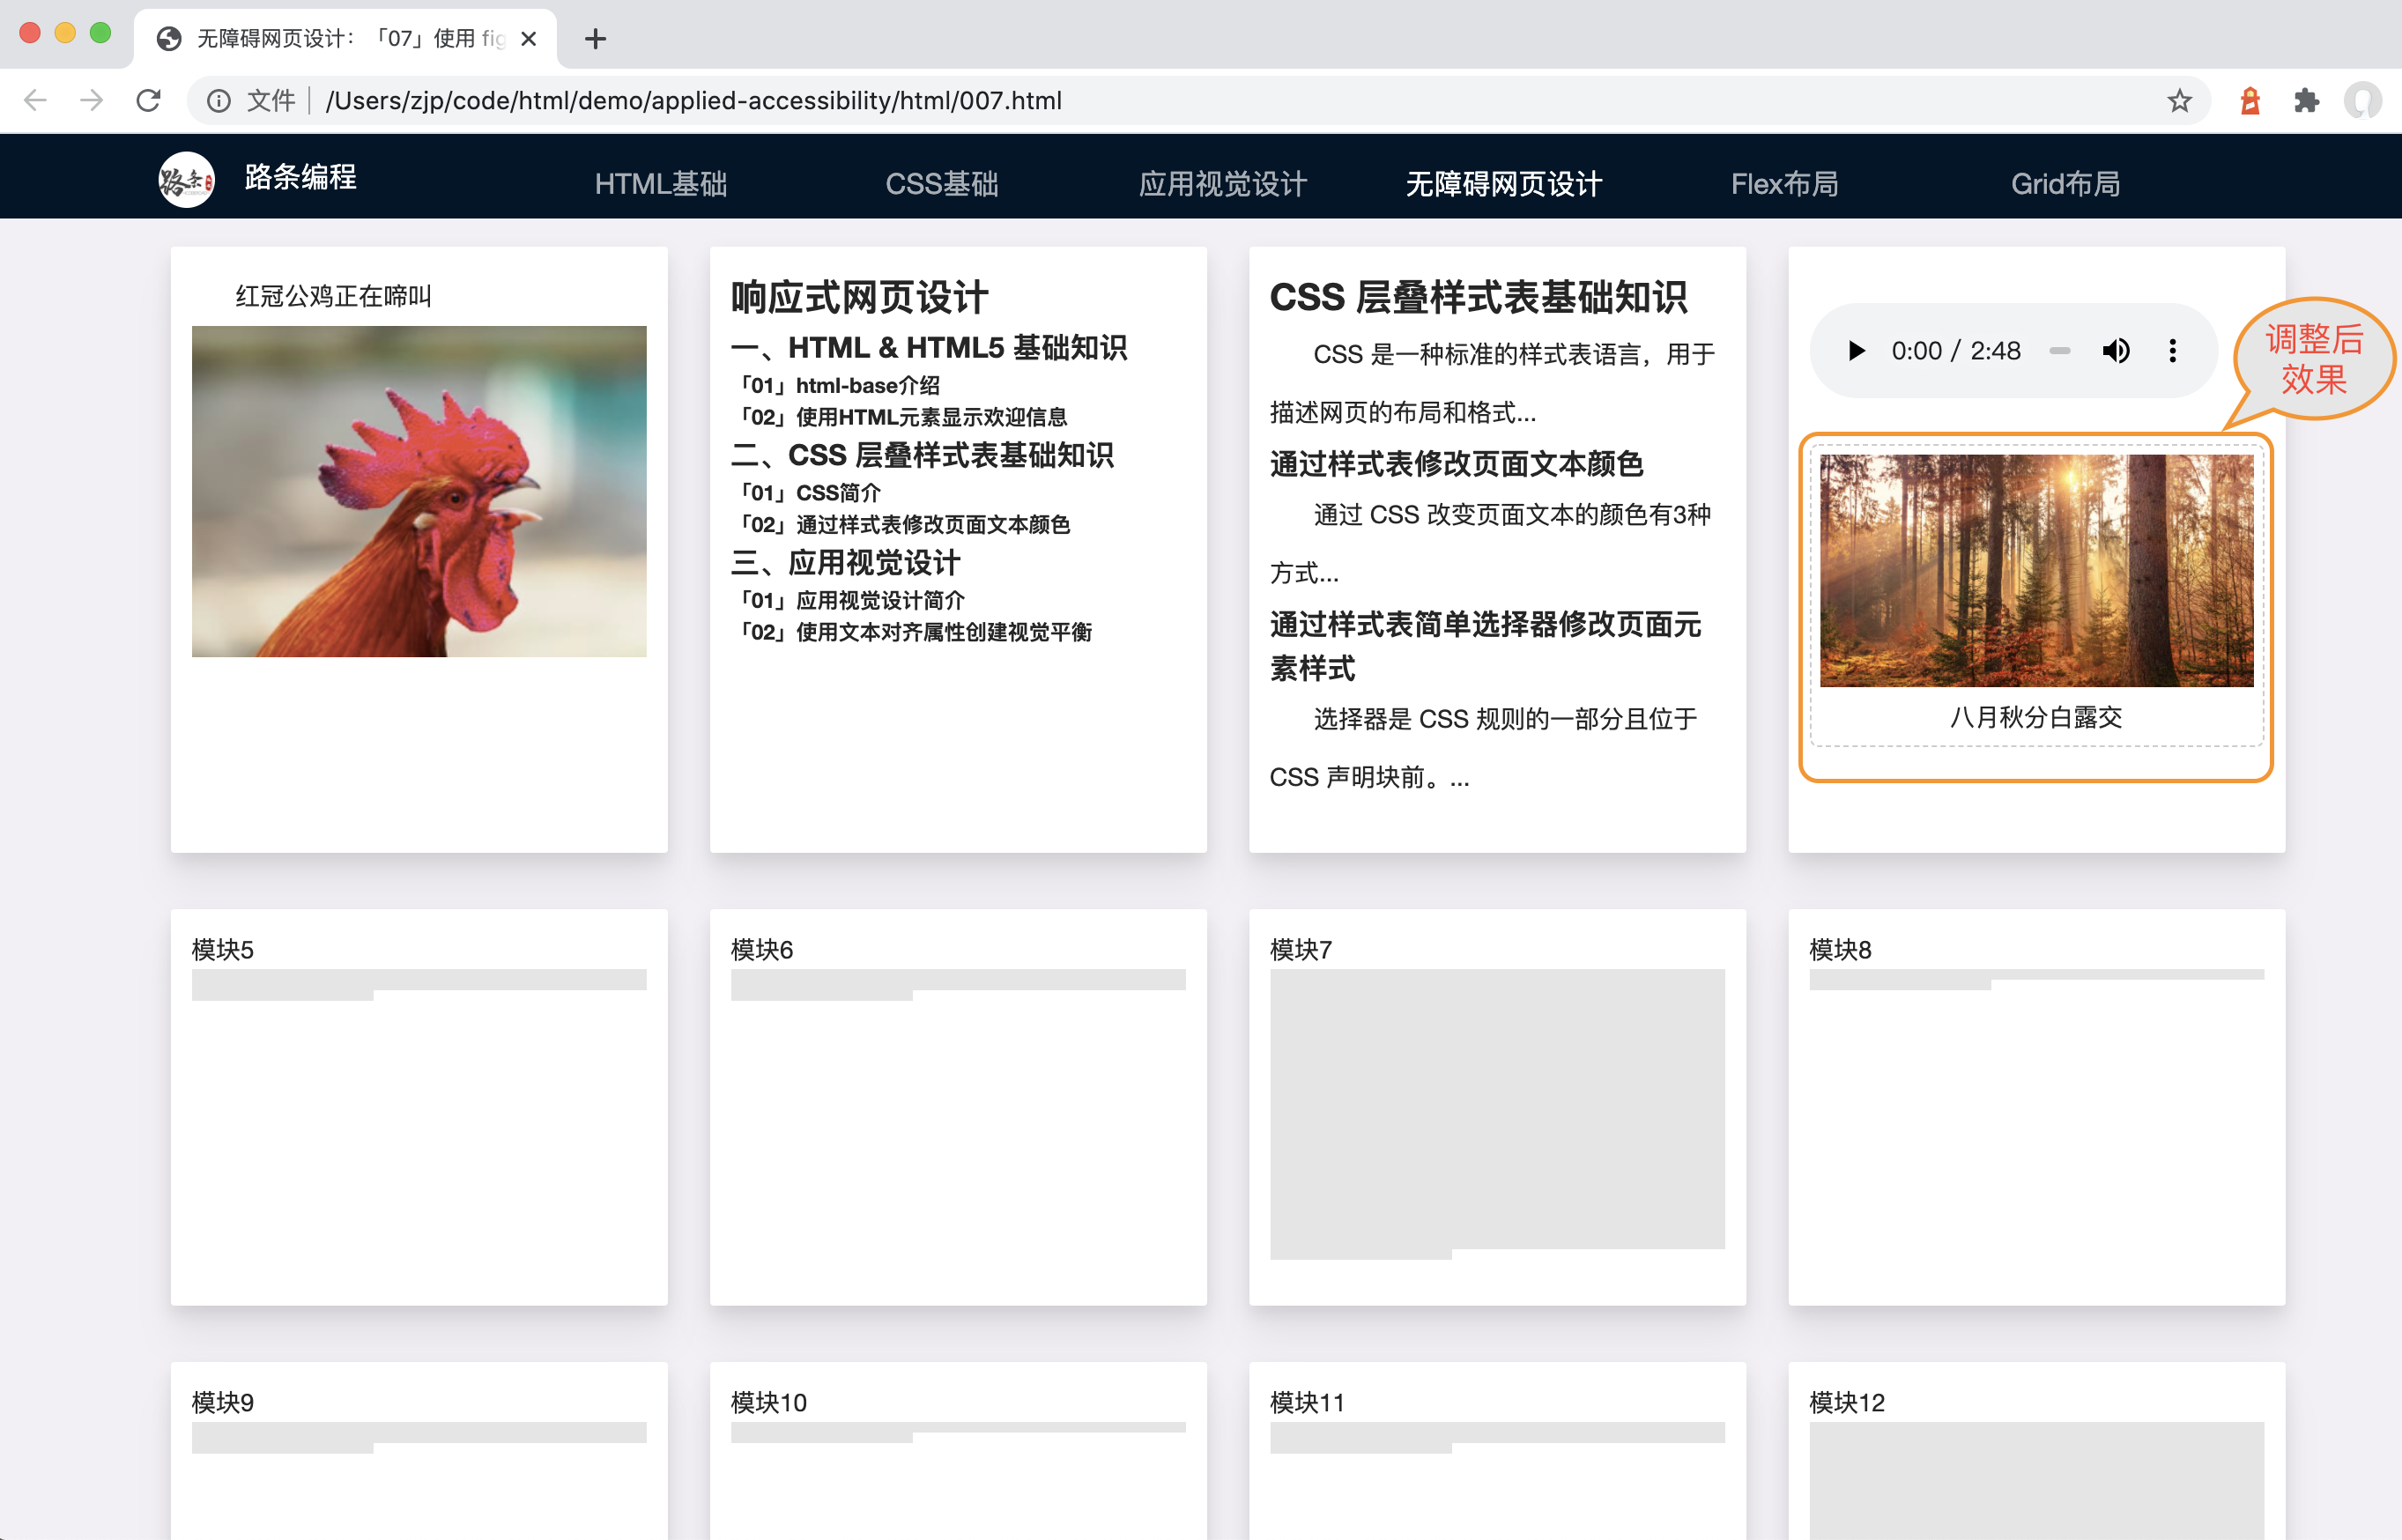 无障碍网页设计：「07」使用 fig
文件 /Users/zjp/code/html/demo/applied-accessibility/html/007.html
路条
路条编程
HTML基础
CSS基础
应用视觉设计
无障碍网页设计
Flex布局
Grid布局
红冠公鸡正在啼叫
响应式网页设计
一、HTML & HTML5 基础知识
「01」html-base介绍
「02」使用HTML元素显示欢迎信息
二、CSS 层叠样式表基础知识
「01」CSS简介
「02」通过样式表修改页面文本颜色
三、应用视觉设计
「01」应用视觉设计简介
「02」使用文本对齐属性创建视觉平衡
CSS 层叠样式表基础知识
CSS 是一种标准的样式表语言，用于
描述网页的布局和格式...
通过样式表修改页面文本颜色
通过 CSS 改变页面文本的颜色有3种
方式...
通过样式表简单选择器修改页面元
素样式
选择器是 CSS 规则的一部分且位于
CSS 声明块前。...
0:00 / 2:48
调整后
效果
八月秋分白露交
模块5
模块6
模块7
模块8
模块9
模块10
模块11
模块12